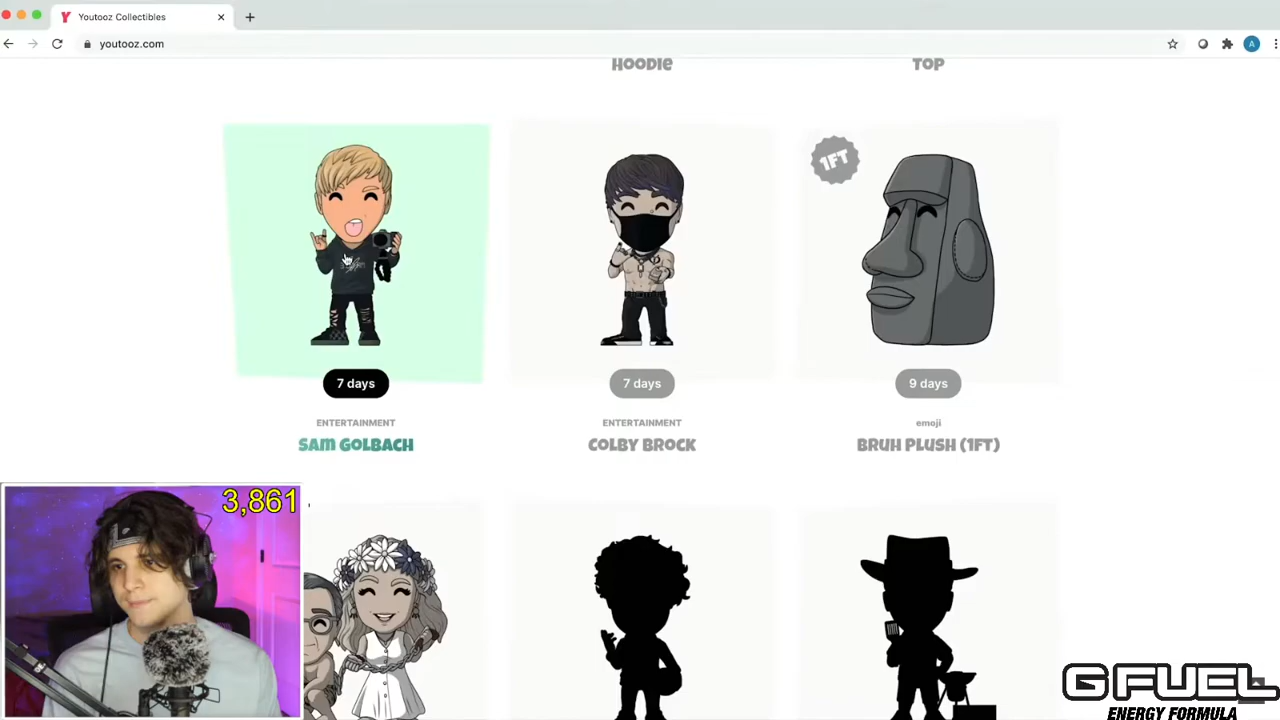 Youtooz Collectibles
youtooz.com
A
HOODIE
TOP
1FT
7 days
7 days
9 days
ENTERTAINMENT
ENTERTAINMENT
emoji
SAM GOLBACH
COLBY BROCK
BRUH PLUSH (1FT)
3,861
G FUEL
ENERGY FORMULA